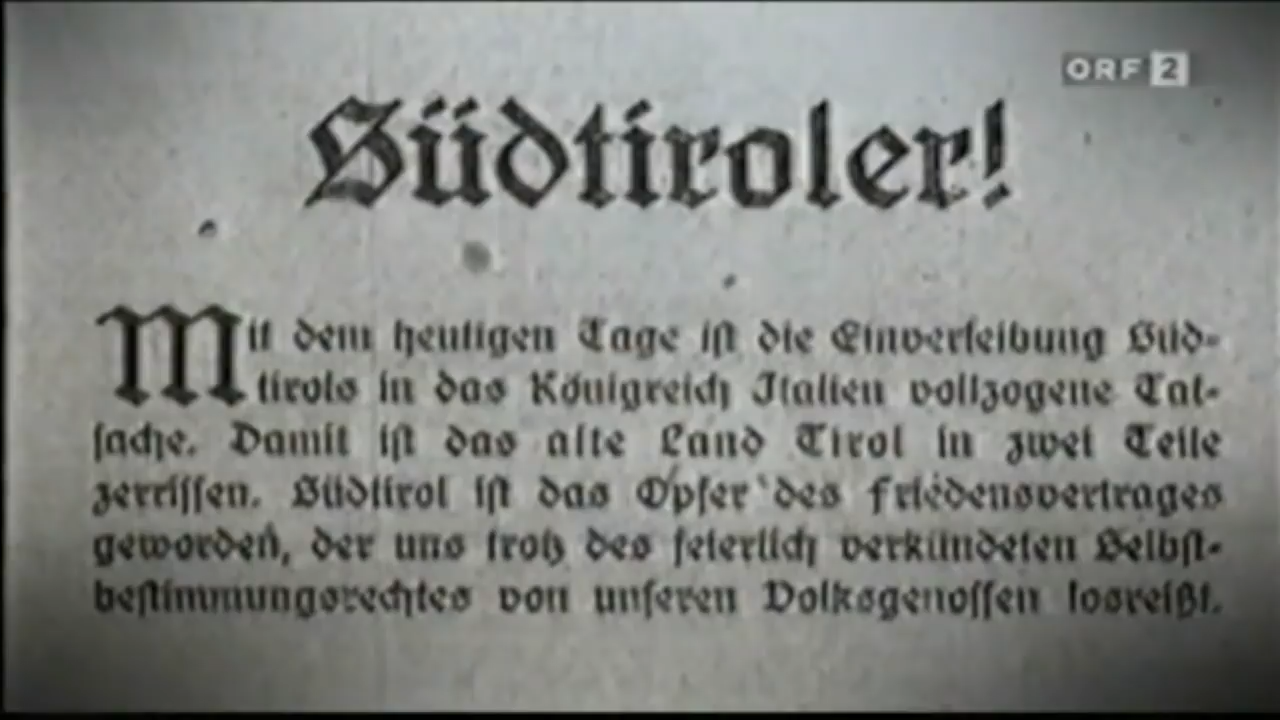 ORF 2
Südtiroler!
Mit dem heutigen Tage ist die Einverleibung Süd-
tirols in das Königreich Italien vollzogene Tat-
sache. Damit ist das alte Land Tirol in zwei Teile
zerrissen. Südtirol ist das Opfer des Friedensvertrages
geworden, der uns trotz des feierlich verkündeten Selbst-
bestimmungsrechtes von unseren Volksgenossen losreißt.